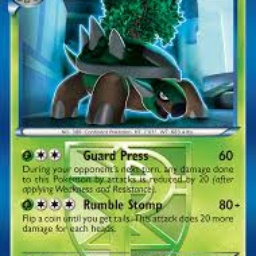 Guard Press 60
During your opponent's next turn, any damage done
to this Pokémon by attacks is reduced by 20 (after
applying Weakness and Resistance).
Rumble Stomp 80+
Flip a coin until you get tails. This attack does 20 more
damage for each heads.